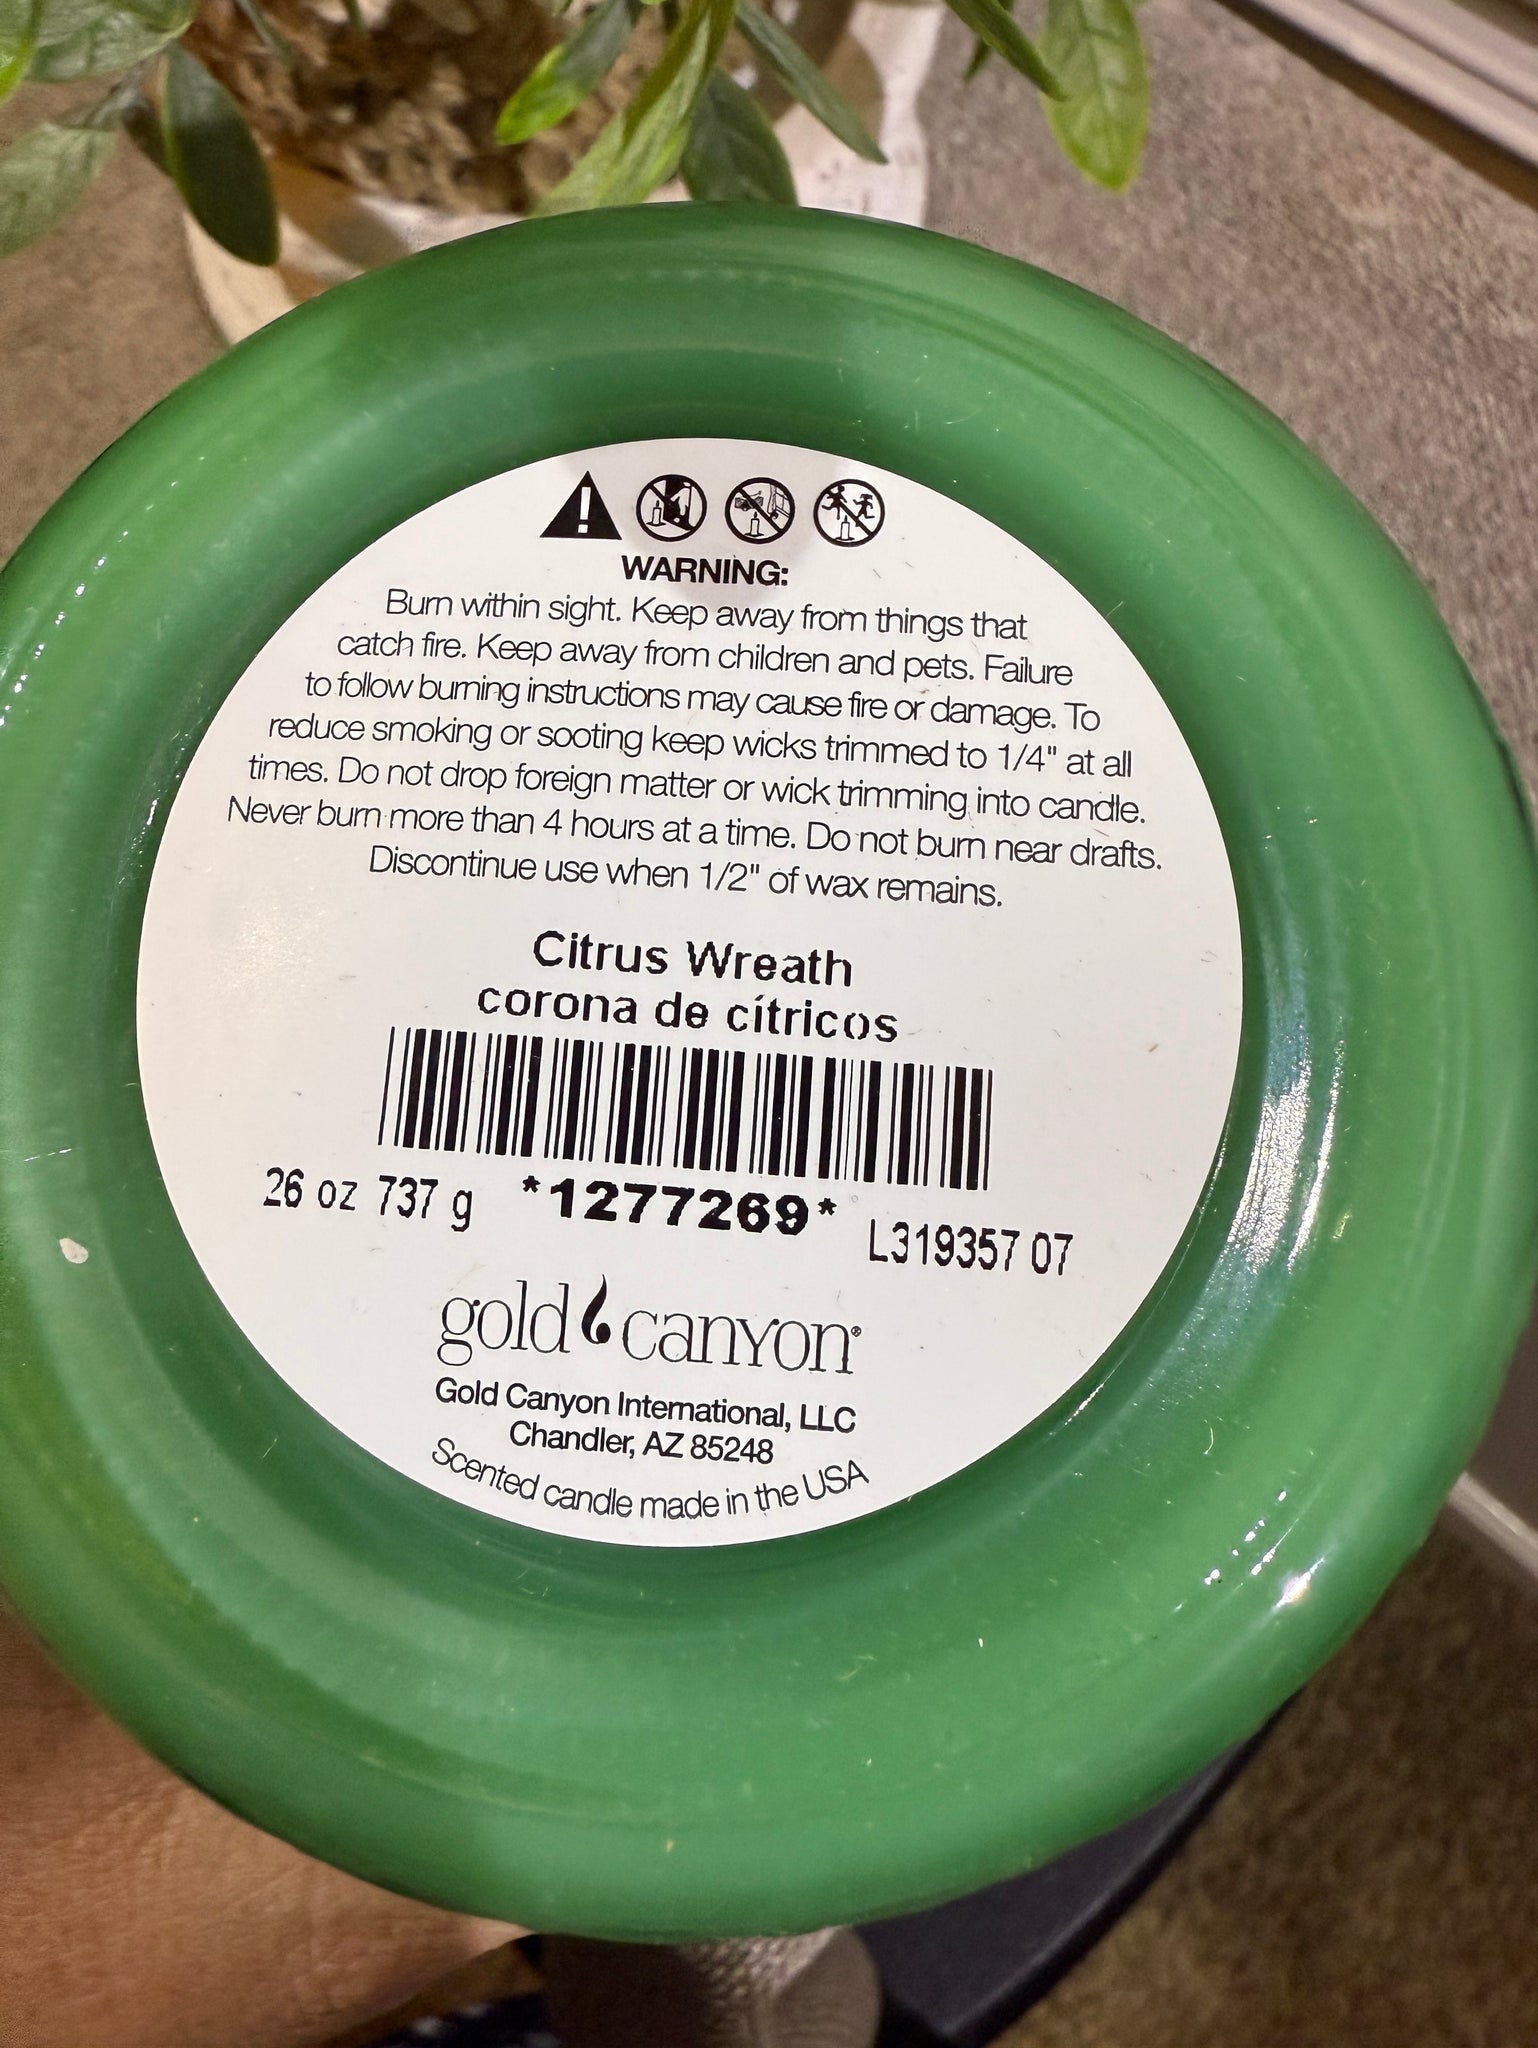 WARNING:
Burn within sight. Keep away from things that
catch fire. Keep away from children and pets. Failure
to follow burning instructions may cause fire or damage. To
reduce smoking or sooting keep wicks trimmed to 1/4" at all
times. Do not drop foreign matter or wick trimming into candle.
Never burn more than 4 hours at a time. Do not burn near drafts.
Discontinue use when 1/2" of wax remains.
Citrus Wreath
corona de cítricos
26 oz 737 g *1277269* L319357 07
gold canyon®
Gold Canyon International, LLC
Chandler, AZ 85248
Scented candle made in the USA